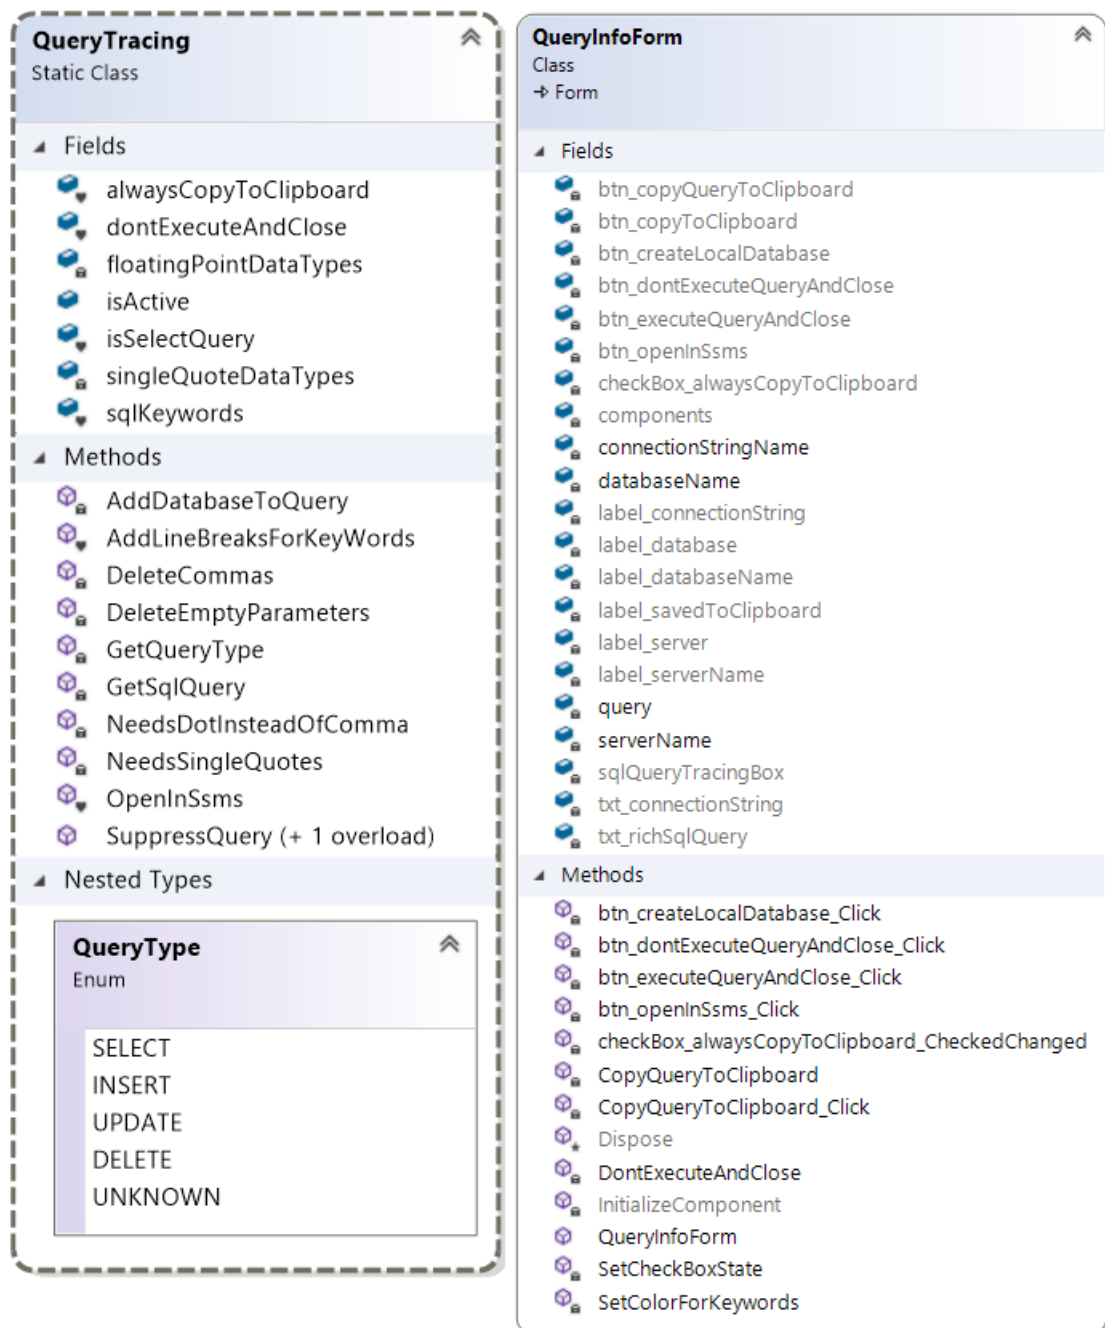 QueryTracing
Static Class
Fields
alwaysCopyToClipboard
dontExecuteAndClose
floatingPointDataTypes
isActive
isSelectQuery
singleQuoteDataTypes
sqlKeywords
Methods
AddDatabaseToQuery
AddLineBreaksForKeyWords
DeleteCommas
DeleteEmptyParameters
GetQueryType
GetSqlQuery
NeedsDotInsteadOfComma
NeedsSingleQuotes
OpenInSsms
SuppressQuery (+ 1 overload)
Nested Types
QueryType
Enum
SELECT
INSERT
UPDATE
DELETE
UNKNOWN
QueryInfoForm
Class
Form
Fields
btn_copyQueryToClipboard
btn_copyToClipboard
btn_createLocalDatabase
btn_dontExecuteQueryAndClose
btn_executeQueryAndClose
btn_openInSsms
checkBox_alwaysCopyToClipboard
components
connectionStringName
databaseName
label_connectionString
label_database
label_databaseName
label_savedToClipboard
label_server
label_serverName
query
serverName
sqlQueryTracingBox
txt_connectionString
txt_richSqlQuery
Methods
btn_createLocalDatabase_Click
btn_dontExecuteQueryAndClose_Click
btn_executeQueryAndClose_Click
btn_openInSsms_Click
checkBox_alwaysCopyToClipboard_CheckedChanged
CopyQueryToClipboard
CopyQueryToClipboard_Click
Dispose
DontExecuteAndClose
InitializeComponent
QueryInfoForm
SetCheckBoxState
SetColorForKeywords